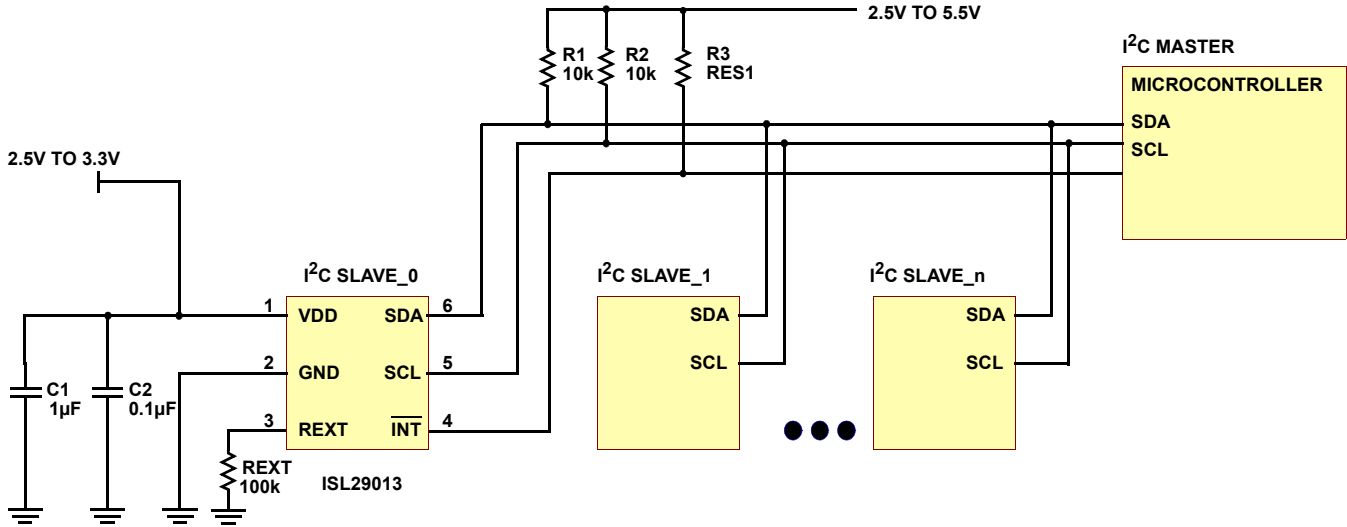 2.5V TO 5.5V
R1
10k
R2
10k
R3
RES1
I²C MASTER
MICROCONTROLLER
SDA
SCL
2.5V TO 3.3V
I²C SLAVE_0
1
VDD
SDA
6
2
GND
SCL
5
3
REXT
INT
4
C1
1µF
C2
0.1µF
REXT
100k
ISL29013
I²C SLAVE_1
SDA
SCL
I²C SLAVE_n
SDA
SCL